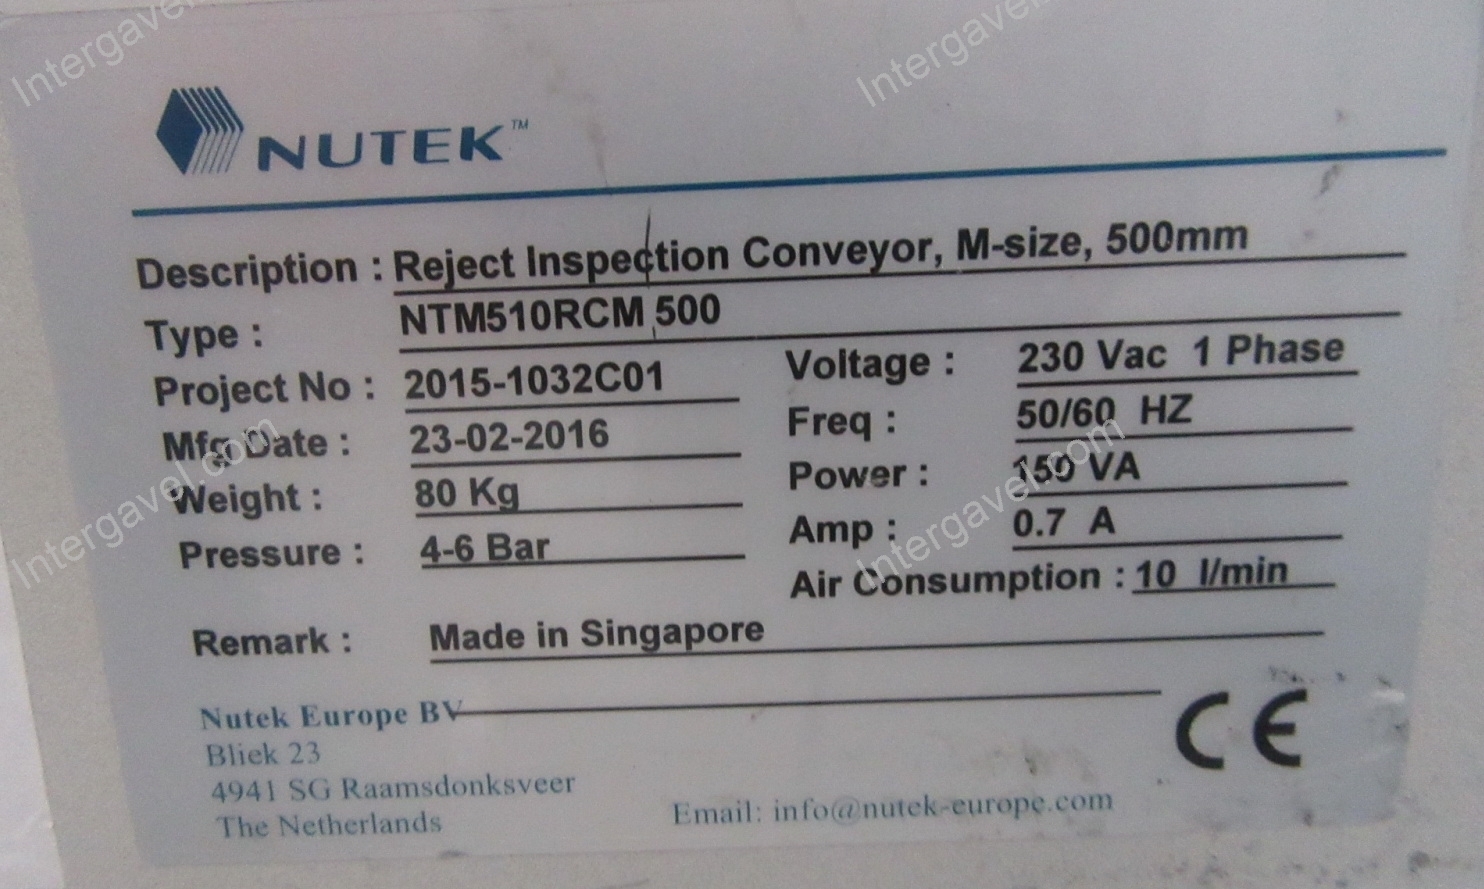 NUTEK™
Description : Reject Inspection Conveyor, M-size, 500mm
Type : NTM510RCM 500
Project No : 2015-1032C01
Voltage : 230 Vac 1 Phase
Mfg Date : 23-02-2016
Freq : 50/60 HZ
Weight : 80 Kg
Power : 150 VA
Pressure : 4-6 Bar
Amp : 0.7 A
Air Consumption : 10 l/min
Remark : Made in Singapore
Nutek Europe BV
Bliek 23
4941 SG Raamsdonksveer
The Netherlands
Email: info@nutek-europe.com
CE
Intergavel.com
Intergavel.com
Intergavel
Intergavel